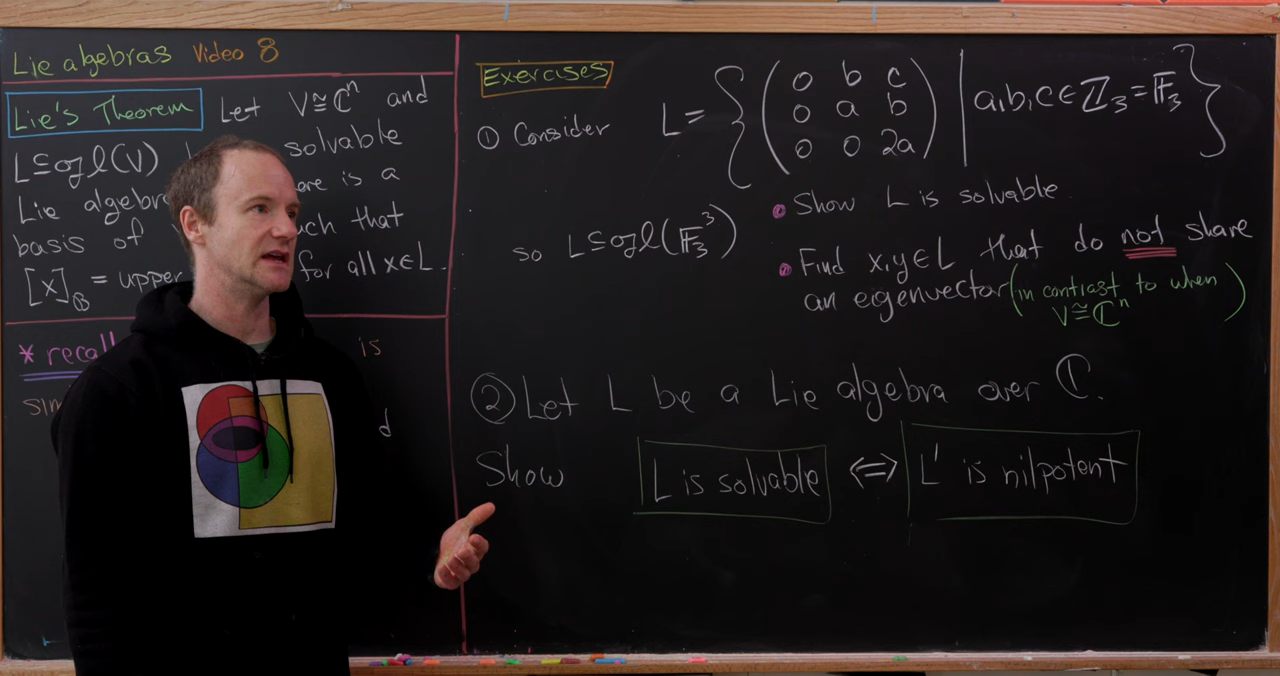 Lie algebras Video 8
Lie's Theorem Let V≅ℂⁿ and
L⊆gl(V) solvable
Lie algebra is a
basis of such that
[x]_B = upper for all x∈L.
* recall is
sim d
Exercises
① Consider L = { ( 0 b c
0 a b
0 0 2a ) | a,b,c∈ℤ₃=𝔽₃ }
so L⊆gl(𝔽₃³)
• Show L is solvable
• Find x,y∈L that do not share
an eigenvector (in contrast to when
V≅ℂⁿ)
② Let L be a Lie algebra over ℂ.
Show L is solvable ⟺ L' is nilpotent